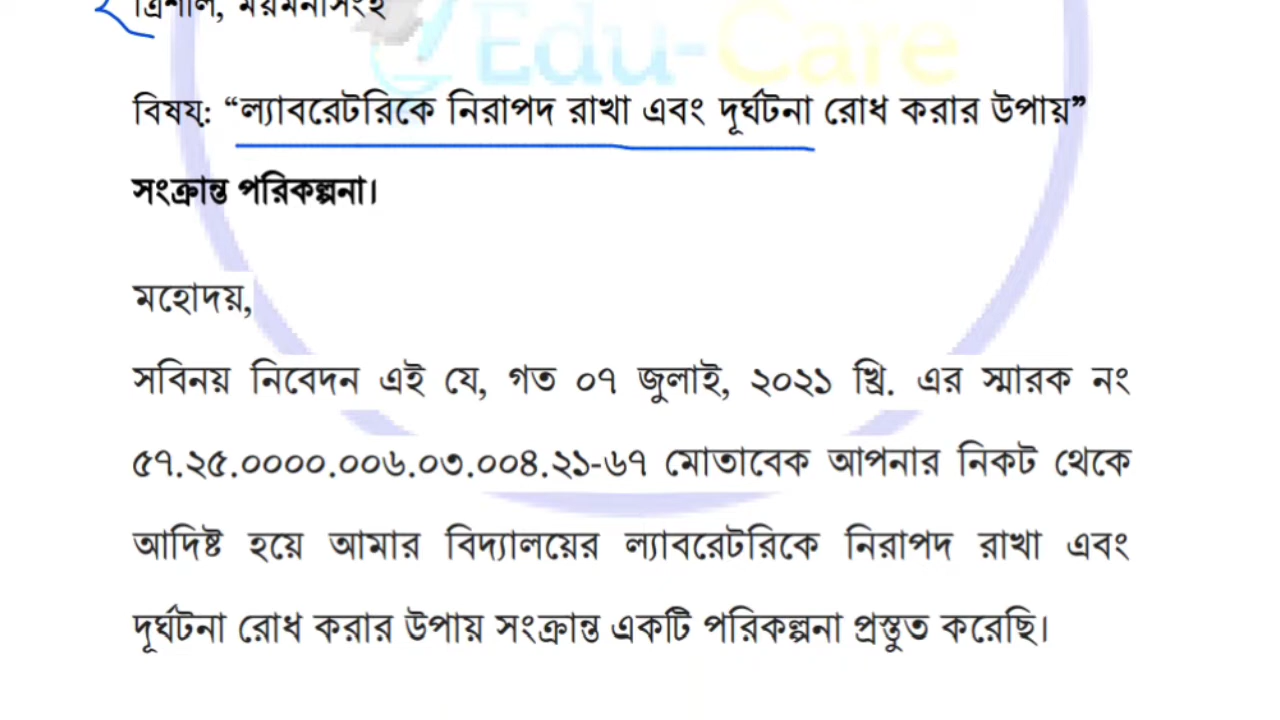 ত্রিশাল, ময়মনসিংহ
Edu-Care
বিষয়: “ল্যাবরেটরিকে নিরাপদ রাখা এবং দূর্ঘটনা রোধ করার উপায়”
সংক্রান্ত পরিকল্পনা।
মহোদয়,
সবিনয় নিবেদন এই যে, গত ০৭ জুলাই, ২০২১ খ্রি. এর স্মারক নং
৫৭.২৫.০০০০.০০৬.০৩.০০৪.২১-৬৭ মোতাবেক আপনার নিকট থেকে
আদিষ্ট হয়ে আমার বিদ্যালয়ের ল্যাবরেটরিকে নিরাপদ রাখা এবং
দূর্ঘটনা রোধ করার উপায় সংক্রান্ত একটি পরিকল্পনা প্রস্তুত করেছি।